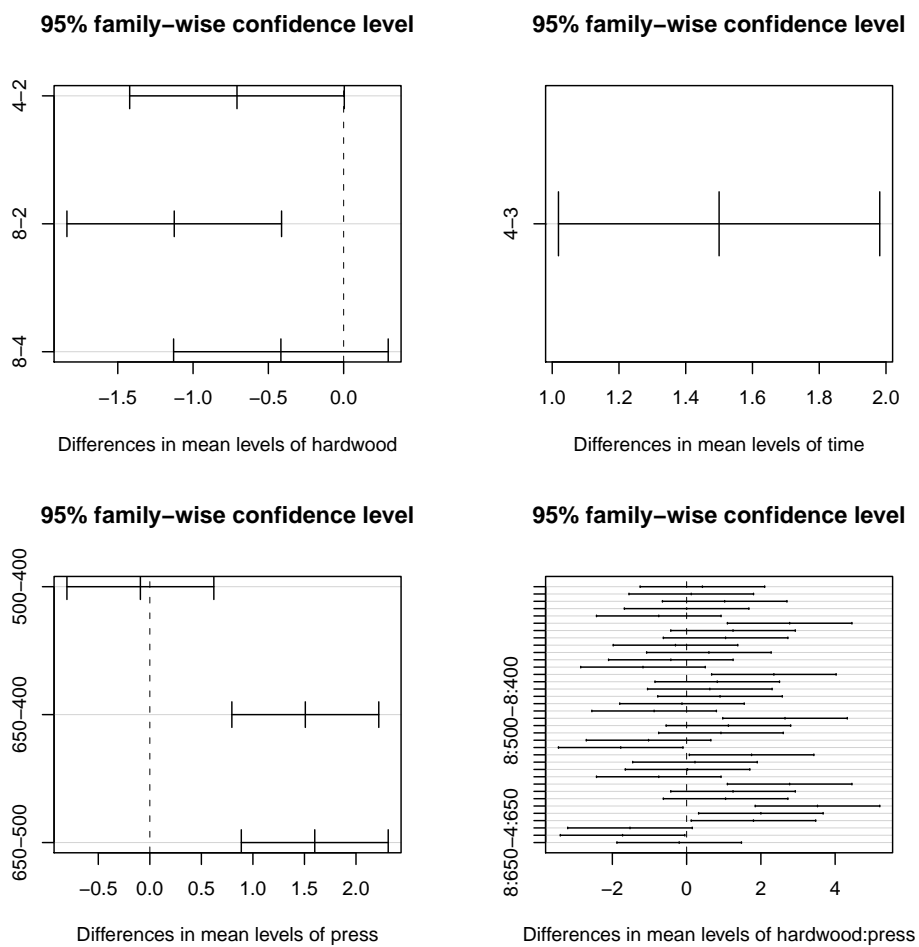 95% family−wise confidence level
4−2
8−2
8−4
−1.5 −1.0 −0.5 0.0
Differences in mean levels of hardwood
95% family−wise confidence level
4−3
1.0 1.2 1.4 1.6 1.8 2.0
Differences in mean levels of time
95% family−wise confidence level
500−400
650−400
650−500
−0.5 0.0 0.5 1.0 1.5 2.0
Differences in mean levels of press
95% family−wise confidence level
8:500−8:400
8:650−4:650
−2 0 2 4
Differences in mean levels of hardwood:press